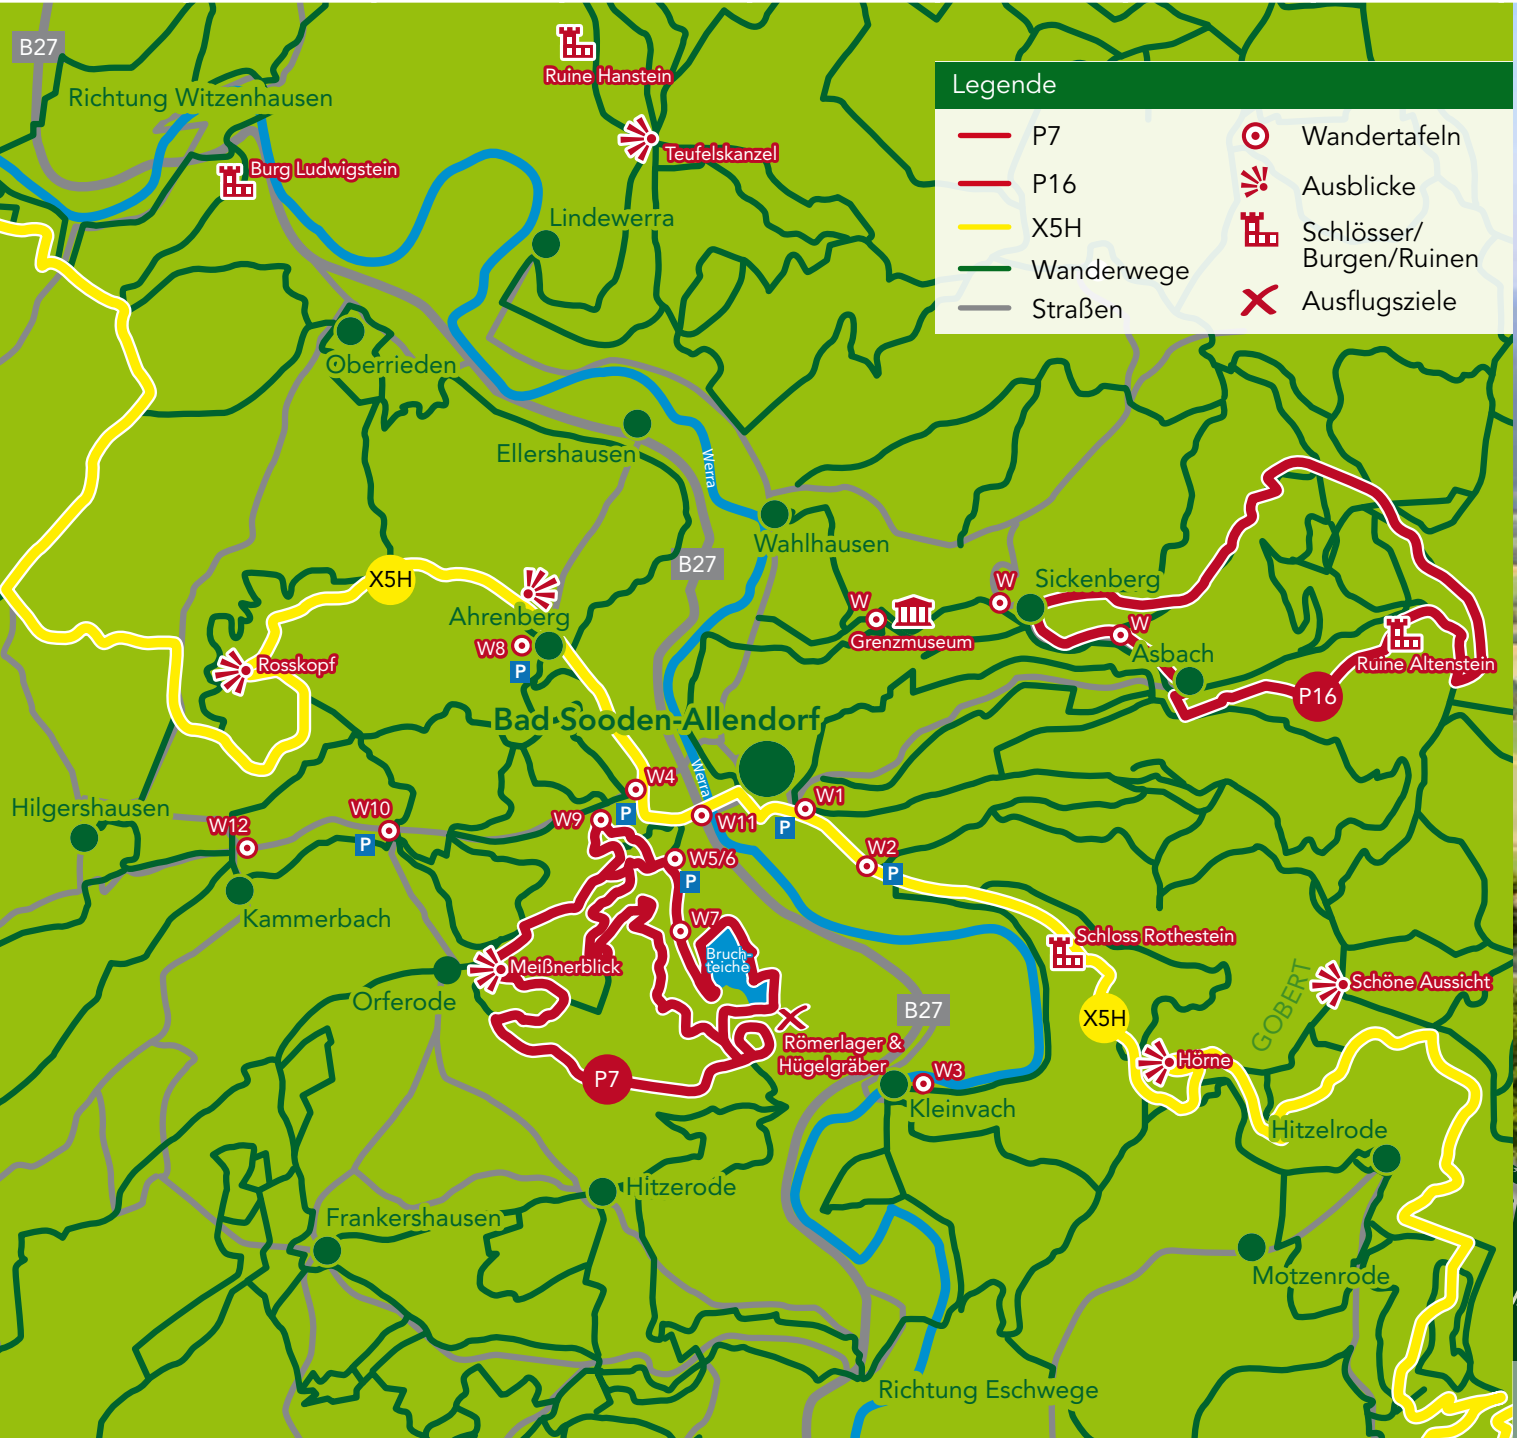 B27
Richtung Witzenhausen
Ruine Hanstein
Burg Ludwigstein
Teufelskanzel
Lindewerra
Legende
P7
P16
X5H
Wanderwege
Straßen
Wandertafeln
Ausblicke
Schlösser/
Burgen/Ruinen
Ausflugsziele
Oberrieden
Ellershausen
Werra
Wahlhausen
B27
X5H
Ahrenberg
W8
P
Rosskopf
W
Grenzmuseum
W
Sickenberg
W
Asbach
Ruine Altenstein
P16
Bad Sooden-Allendorf
Werra
W4
P
W9
W11
W1
P
W2
P
W5/6
P
W7
Hilgershausen
W12
W10
P
Kammerbach
Bruch-
teiche
Meißnerblick
Orferode
Schloss Rothestein
Schöne Aussicht
GOBERT
X5H
B27
Hörne
Römerlager &
Hügelgräber
W3
Kleinvach
P7
Hitzelrode
Hitzerode
Frankershausen
Motzenrode
Richtung Eschwege